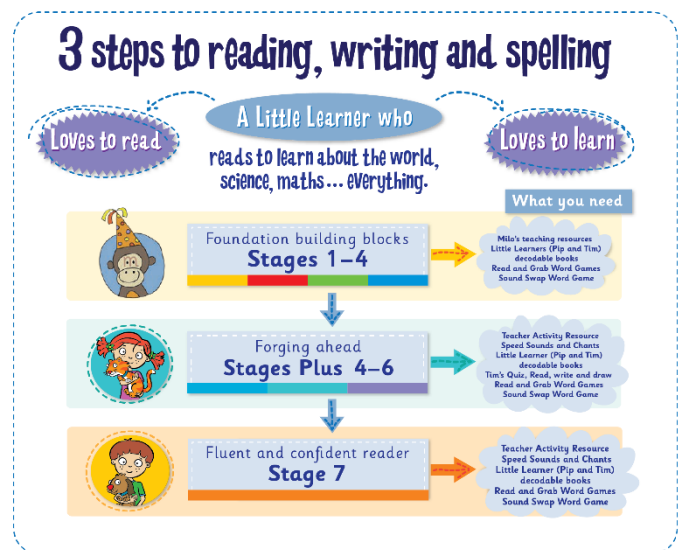 3 steps to reading, writing and spelling
Loves to read
A Little Learner who
Loves to learn
reads to learn about the world,
science, maths... everything.
What you need
Foundation building blocks
Stages 1–4
Milo's teaching resources
Little Learners (Pip and Tim)
decodable books
Read and Grab Word Games
Sound Swap Word Game
Forging ahead
Stages Plus 4–6
Teacher Activity Resource
Speed Sounds and Chants
Little Learner (Pip and Tim)
decodable books
Tim's Quiz, Read, write and draw
Read and Grab Word Games
Sound Swap Word Game
Fluent and confident reader
Stage 7
Teacher Activity Resource
Speed Sounds and Chants
Little Learner (Pip and Tim)
decodable books
Read and Grab Word Games
Sound Swap Word Game